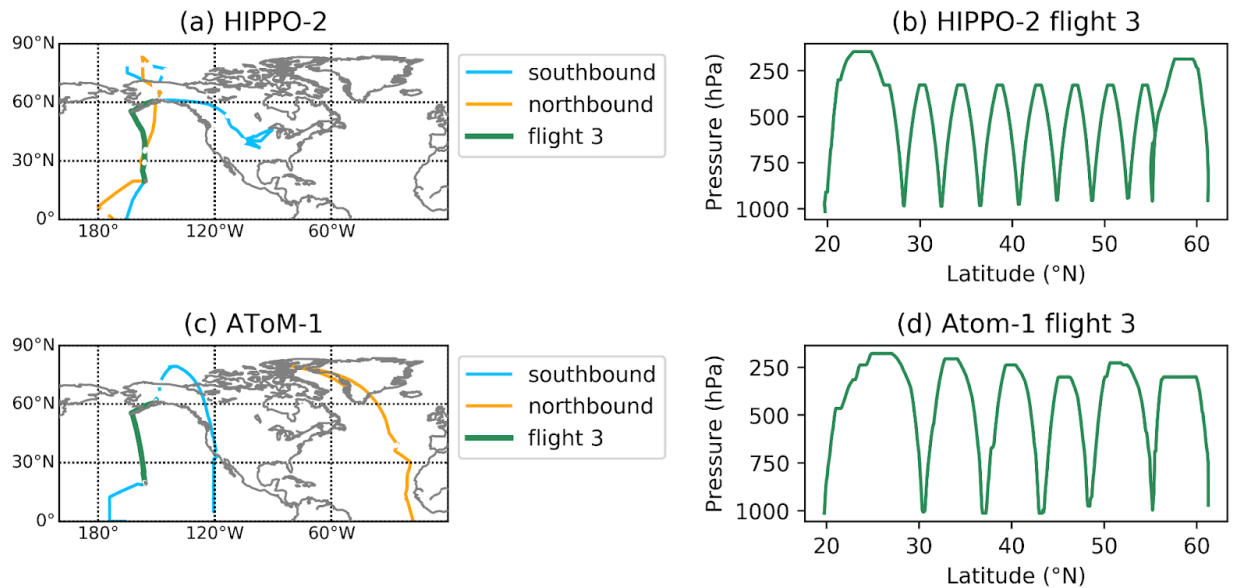 (a) HIPPO-2
90°N
60°N
30°N
0°
180°
120°W
60°W
southbound
northbound
flight 3
(b) HIPPO-2 flight 3
Pressure (hPa)
250
500
750
1000
20
30
40
50
60
Latitude (°N)
(c) AToM-1
90°N
60°N
30°N
0°
180°
120°W
60°W
southbound
northbound
flight 3
(d) Atom-1 flight 3
Pressure (hPa)
250
500
750
1000
20
30
40
50
60
Latitude (°N)